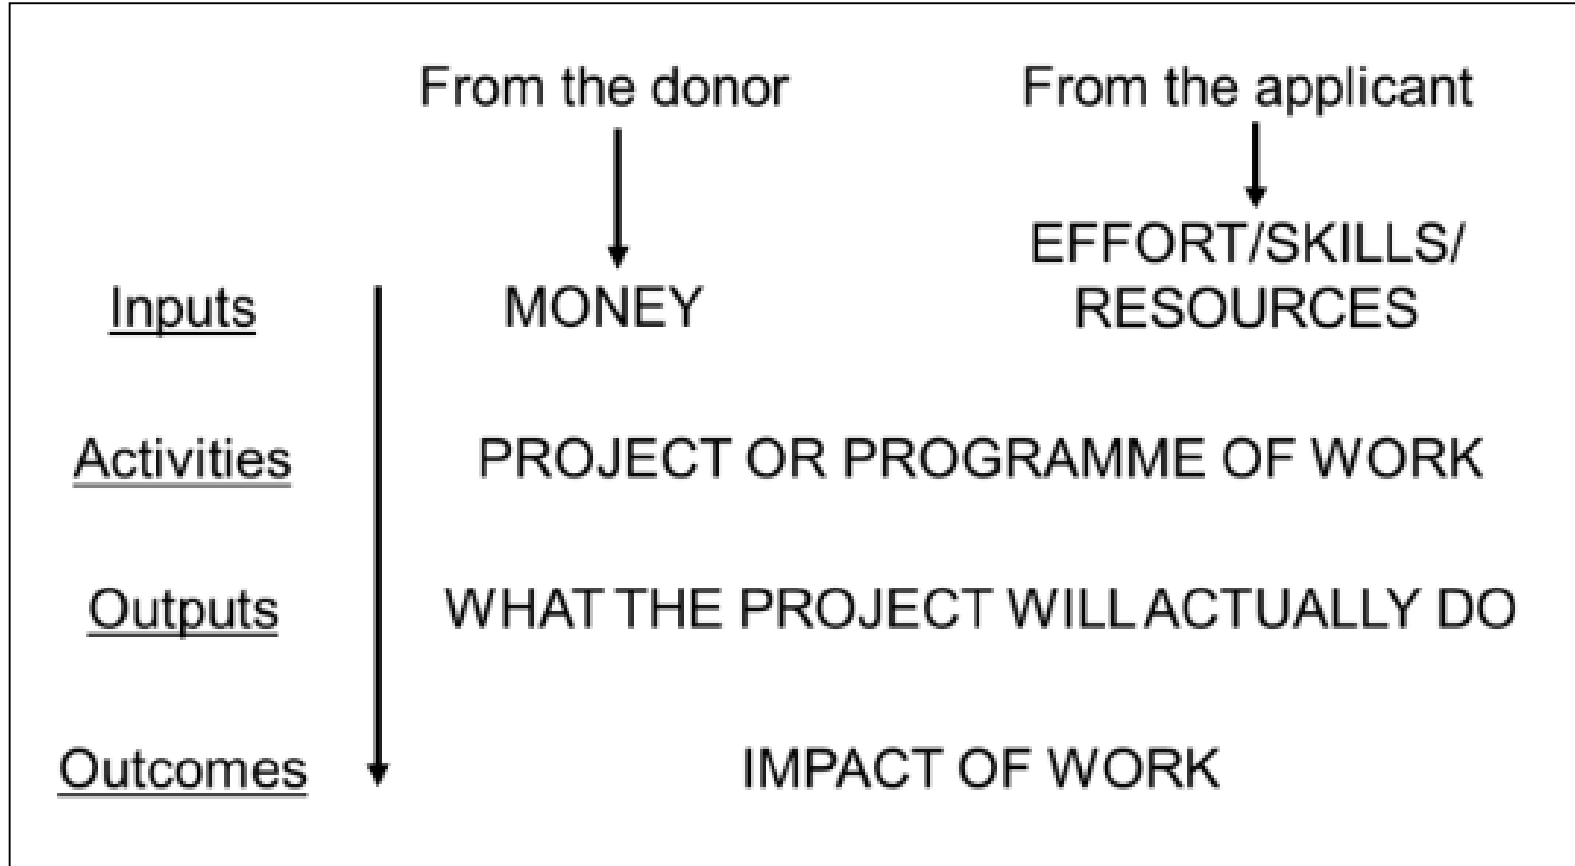 From the donor From the applicant
EFFORT/SKILLS/
Inputs MONEY RESOURCES
Activities PROJECT OR PROGRAMME OF WORK
Outputs WHAT THE PROJECT WILL ACTUALLY DO
Outcomes IMPACT OF WORK